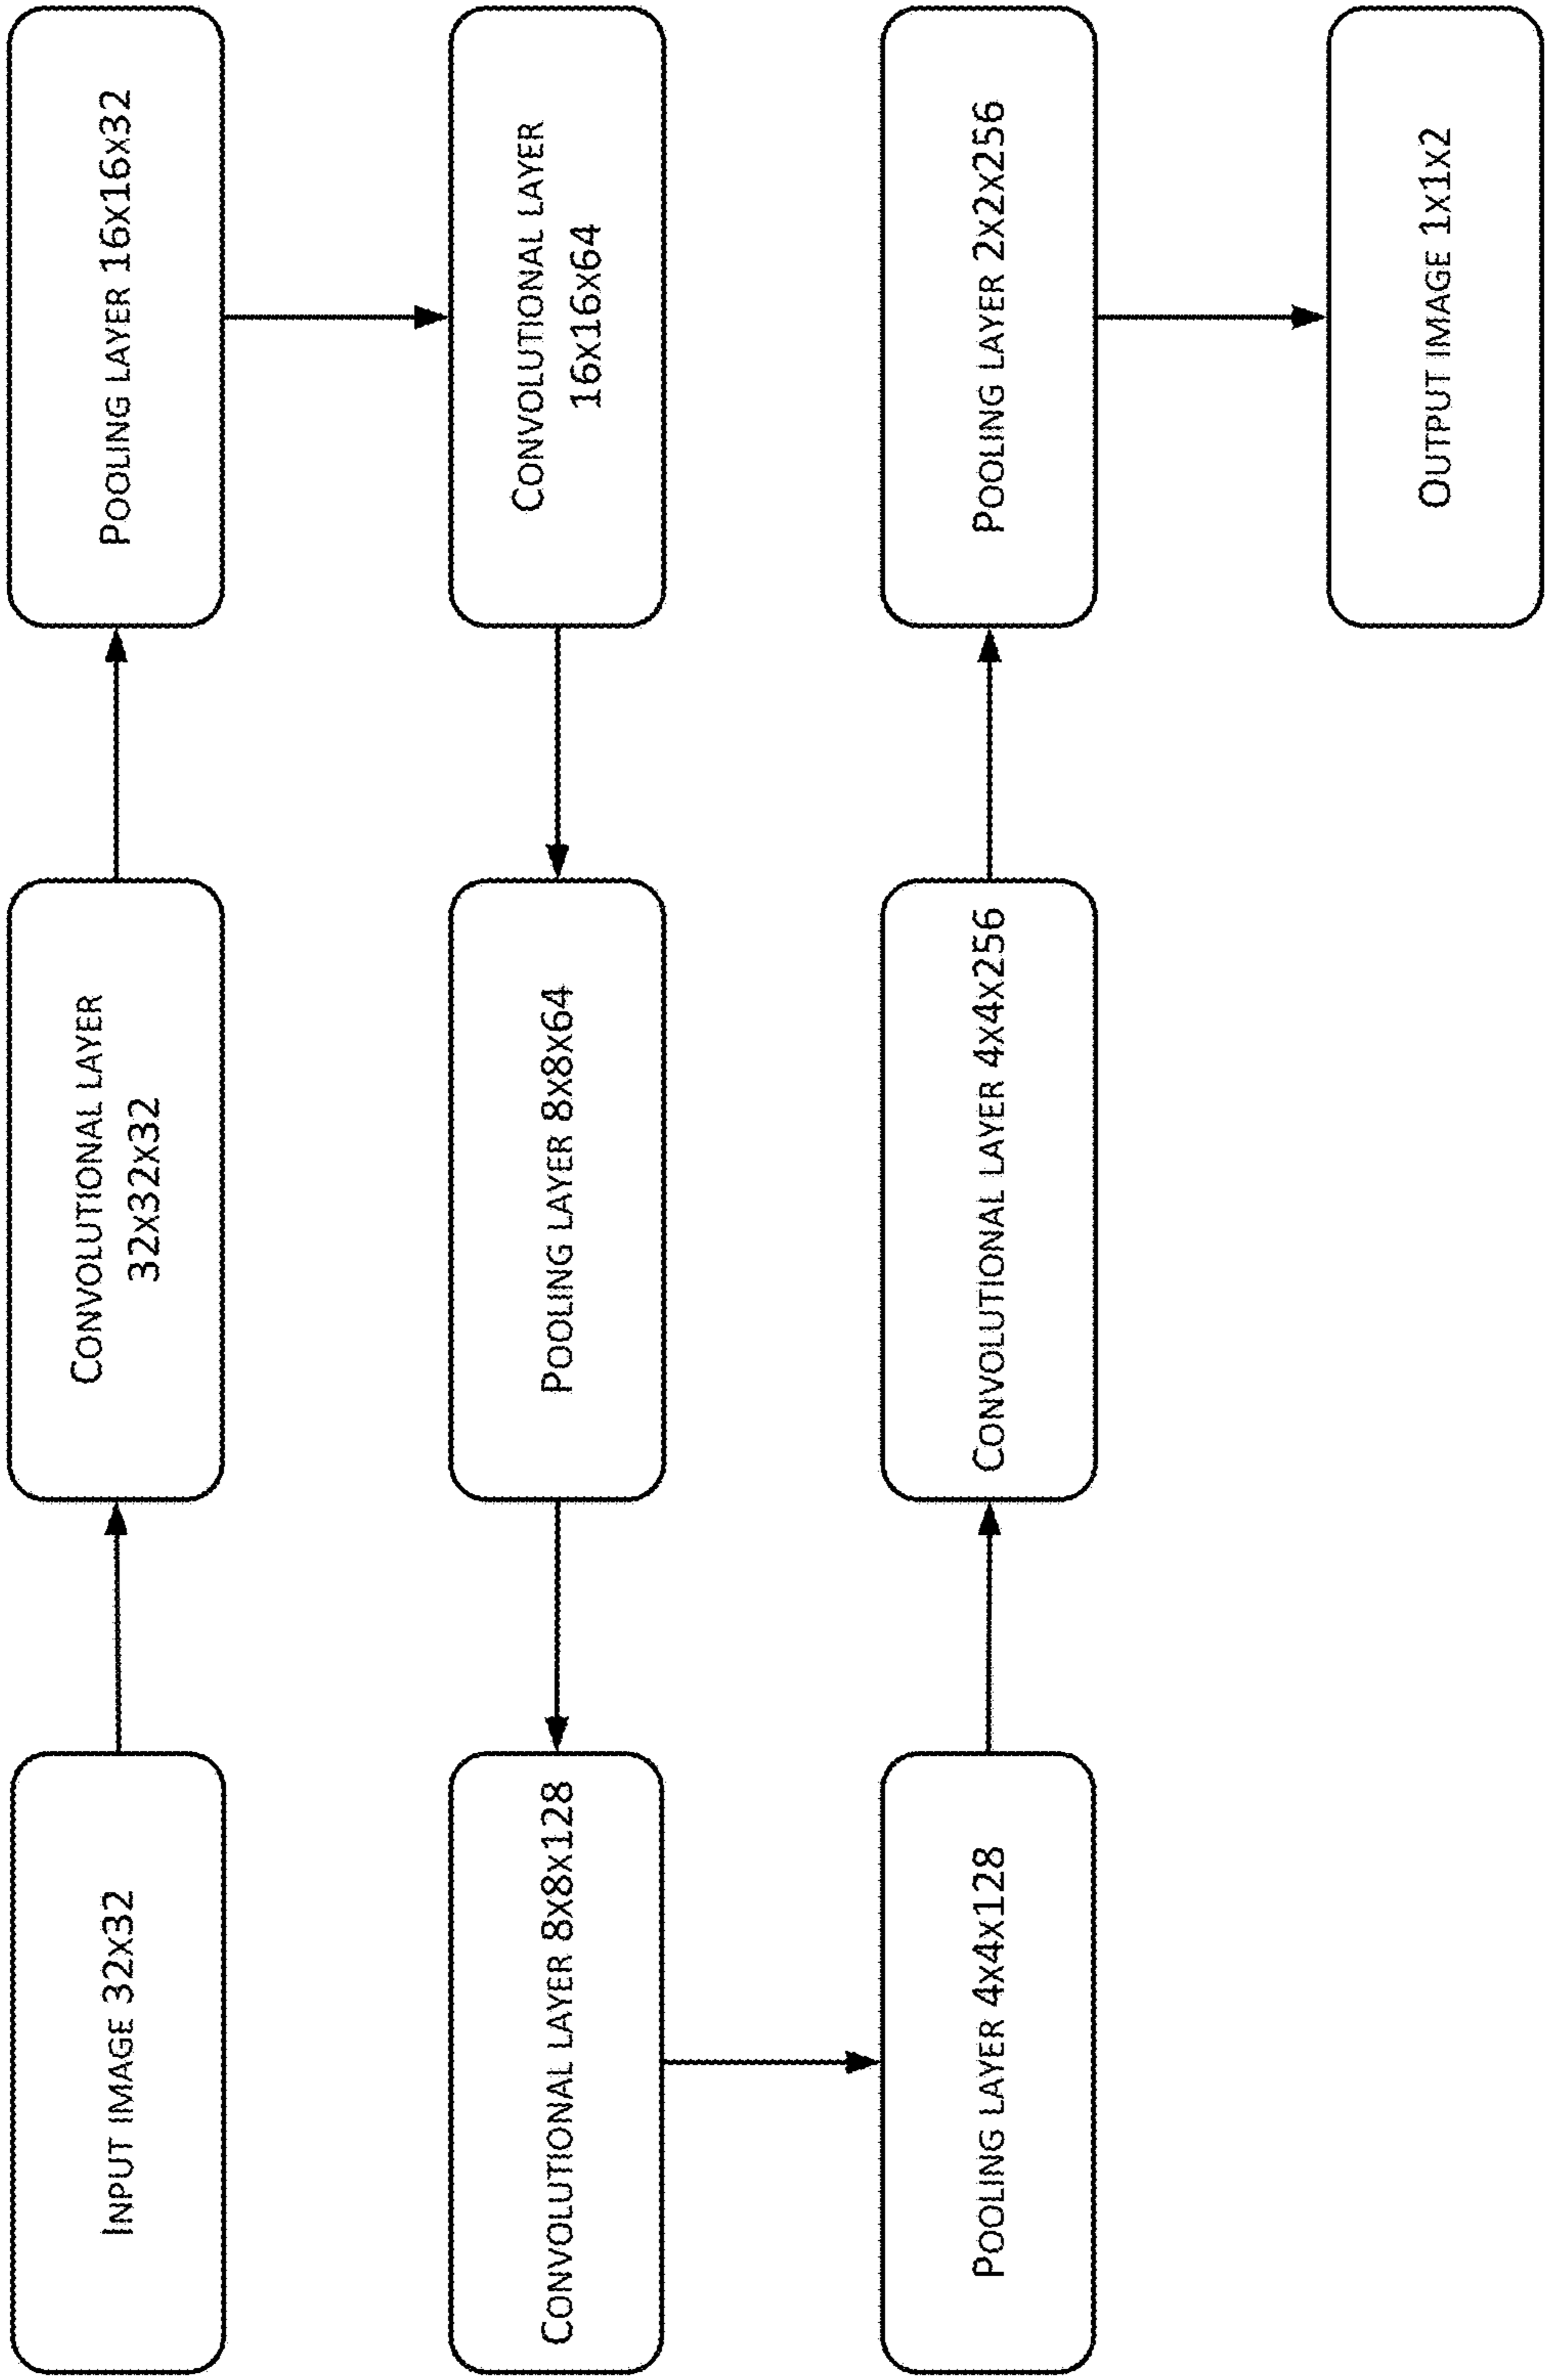 INPUT IMAGE 32X32
CONVOLUTIONAL LAYER
32X32X32
POOLING LAYER 16X16X32
CONVOLUTIONAL LAYER
16X16X64
POOLING LAYER 8X8X64
CONVOLUTIONAL LAYER 8X8X128
POOLING LAYER 4X4X128
CONVOLUTIONAL LAYER 4X4X256
POOLING LAYER 2X2X256
OUTPUT IMAGE 1X1X2